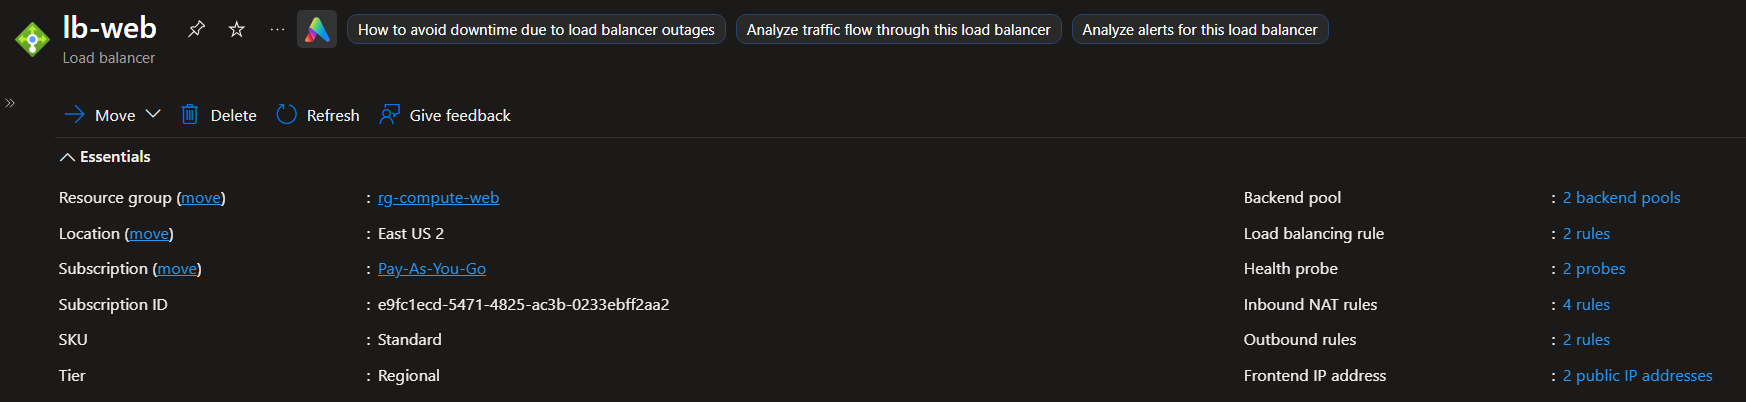 lb-web
Load balancer
How to avoid downtime due to load balancer outages
Analyze traffic flow through this load balancer
Analyze alerts for this load balancer
Move
Delete
Refresh
Give feedback
Essentials
Resource group (move) : rg-compute-web
Location (move) : East US 2
Subscription (move) : Pay-As-You-Go
Subscription ID : e9fc1ecd-5471-4825-ac3b-0233ebff2aa2
SKU : Standard
Tier : Regional
Backend pool : 2 backend pools
Load balancing rule : 2 rules
Health probe : 2 probes
Inbound NAT rules : 4 rules
Outbound rules : 2 rules
Frontend IP address : 2 public IP addresses